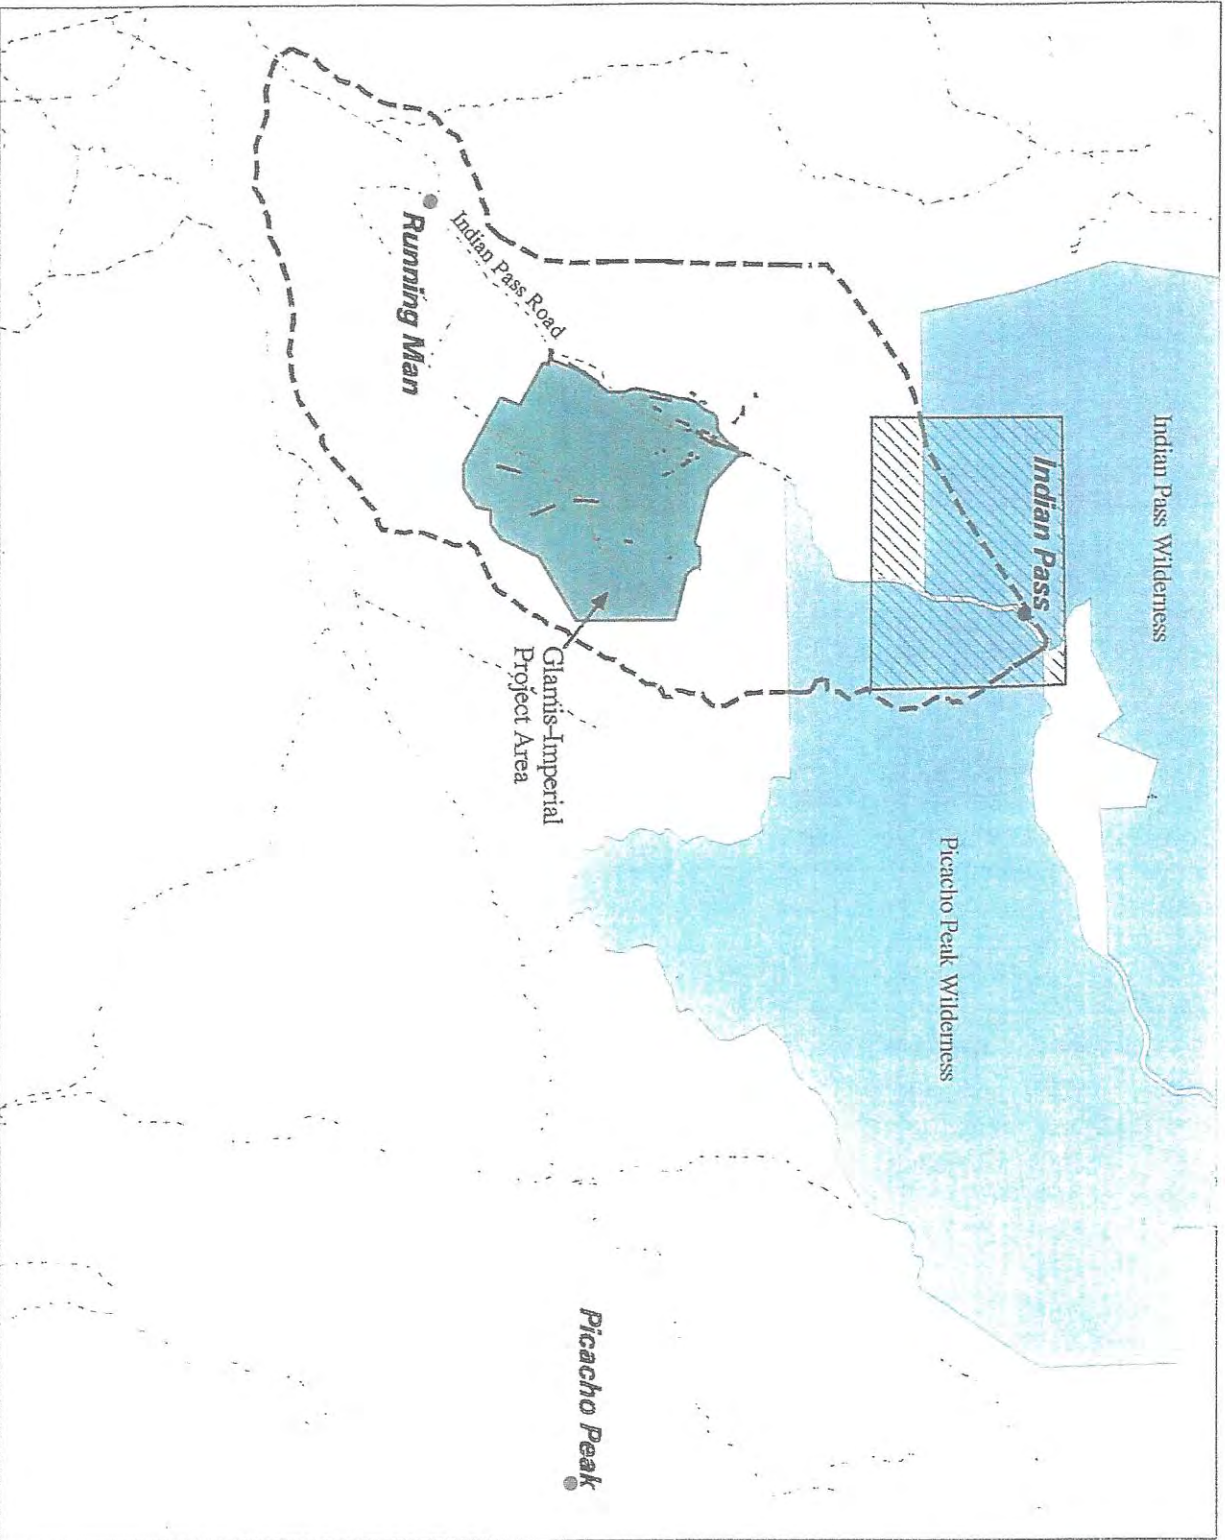 Indian Pass Wilderness
Indian Pass
Picacho Peak Wilderness
Indian Pass Road
Running Man
Glamis-Imperial
Project Area
Picacho Peak